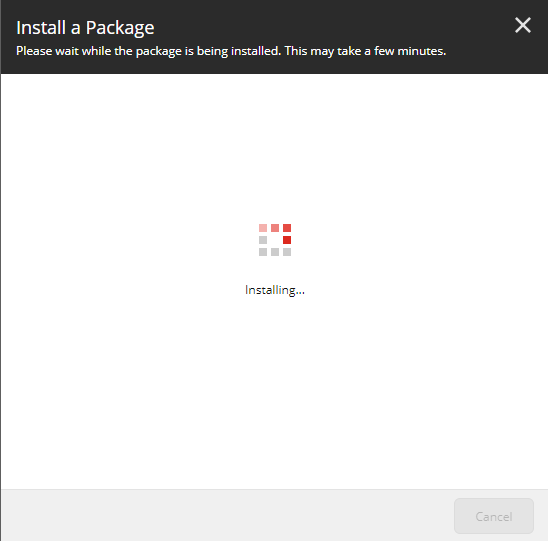 Install a Package
Please wait while the package is being installed. This may take a few minutes.
Installing...
Cancel